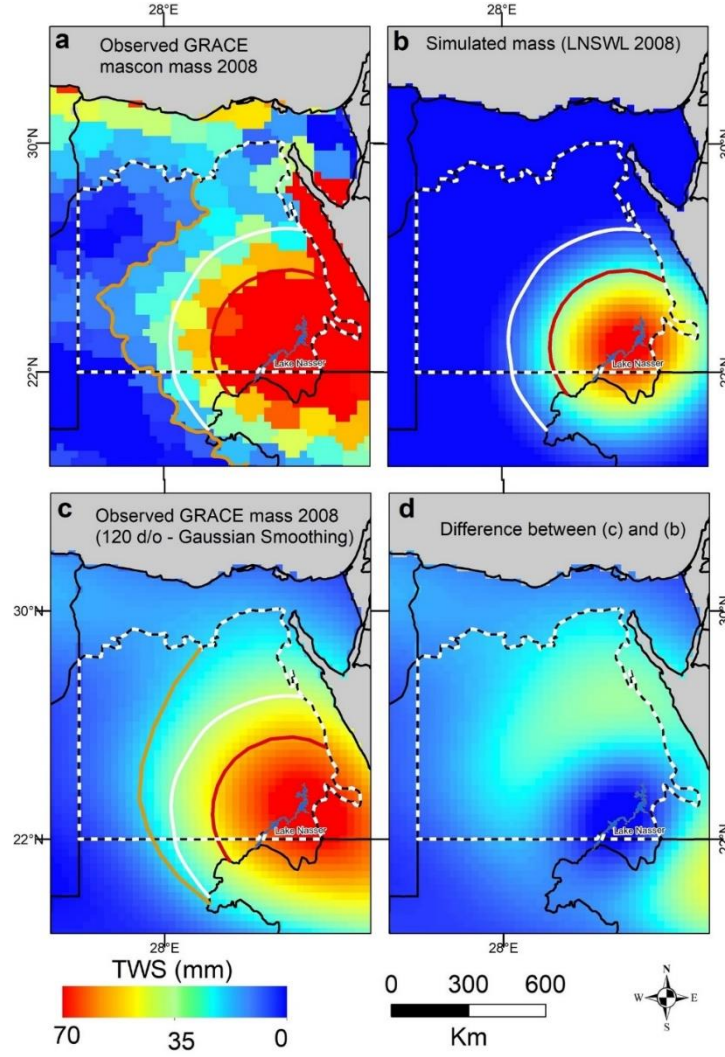 28°E
a
Observed GRACE
mascon mass 2008
30°N
22°N
Lake Nasser
28°E
b
Simulated mass (LNSWL 2008)
30°N
22°N
Lake Nasser
c
Observed GRACE mass 2008
(120 d/o - Gaussian Smoothing)
30°N
22°N
Lake Nasser
28°E
d
Difference between (c) and (b)
30°N
22°N
Lake Nasser
28°E
TWS (mm)
70
35
0
0
300
600
Km
N
W
E
S